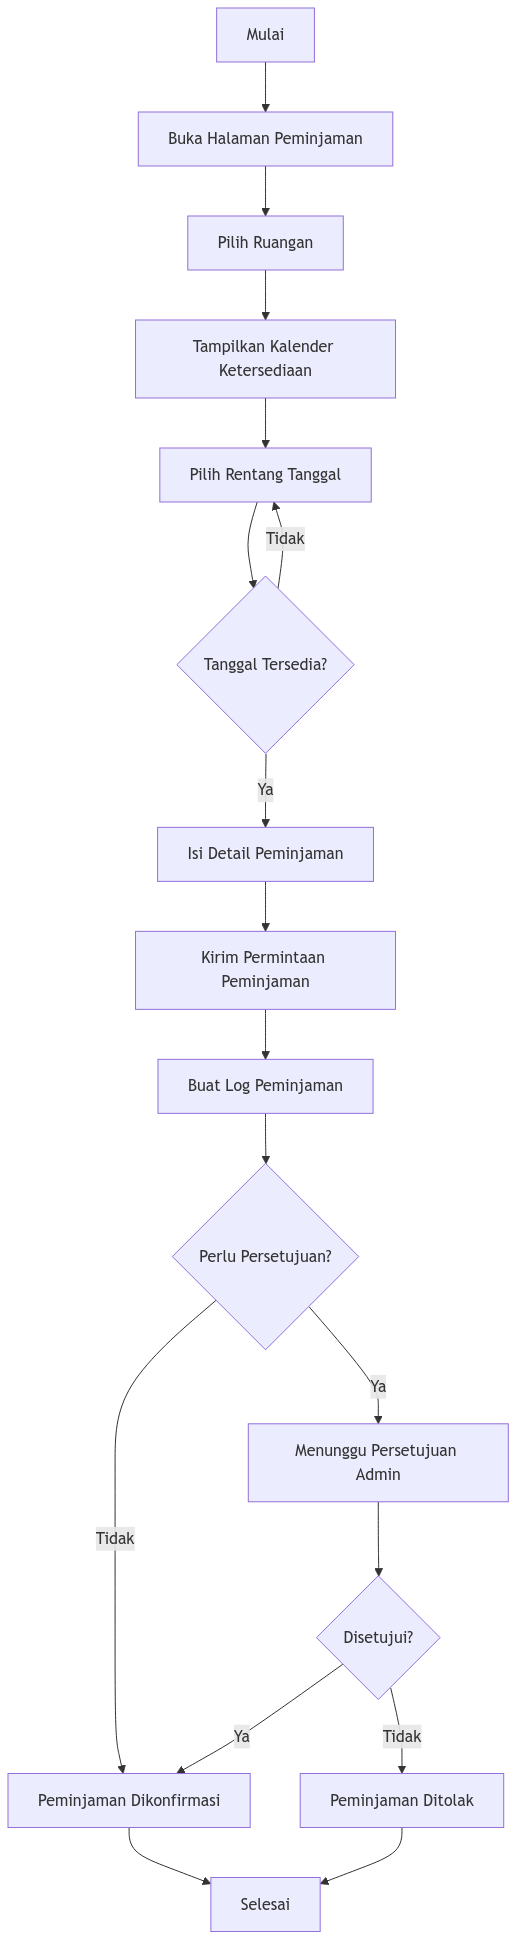 Mulai
Buka Halaman Peminjaman
Pilih Ruangan
Tampilkan Kalender
Ketersediaan
Pilih Rentang Tanggal
Tidak
Tanggal Tersedia?
Ya
Isi Detail Peminjaman
Kirim Permintaan
Peminjaman
Buat Log Peminjaman
Perlu Persetujuan?
Ya
Menunggu Persetujuan
Admin
Tidak
Disetujui?
Ya
Tidak
Peminjaman Dikonfirmasi
Peminjaman Ditolak
Selesai